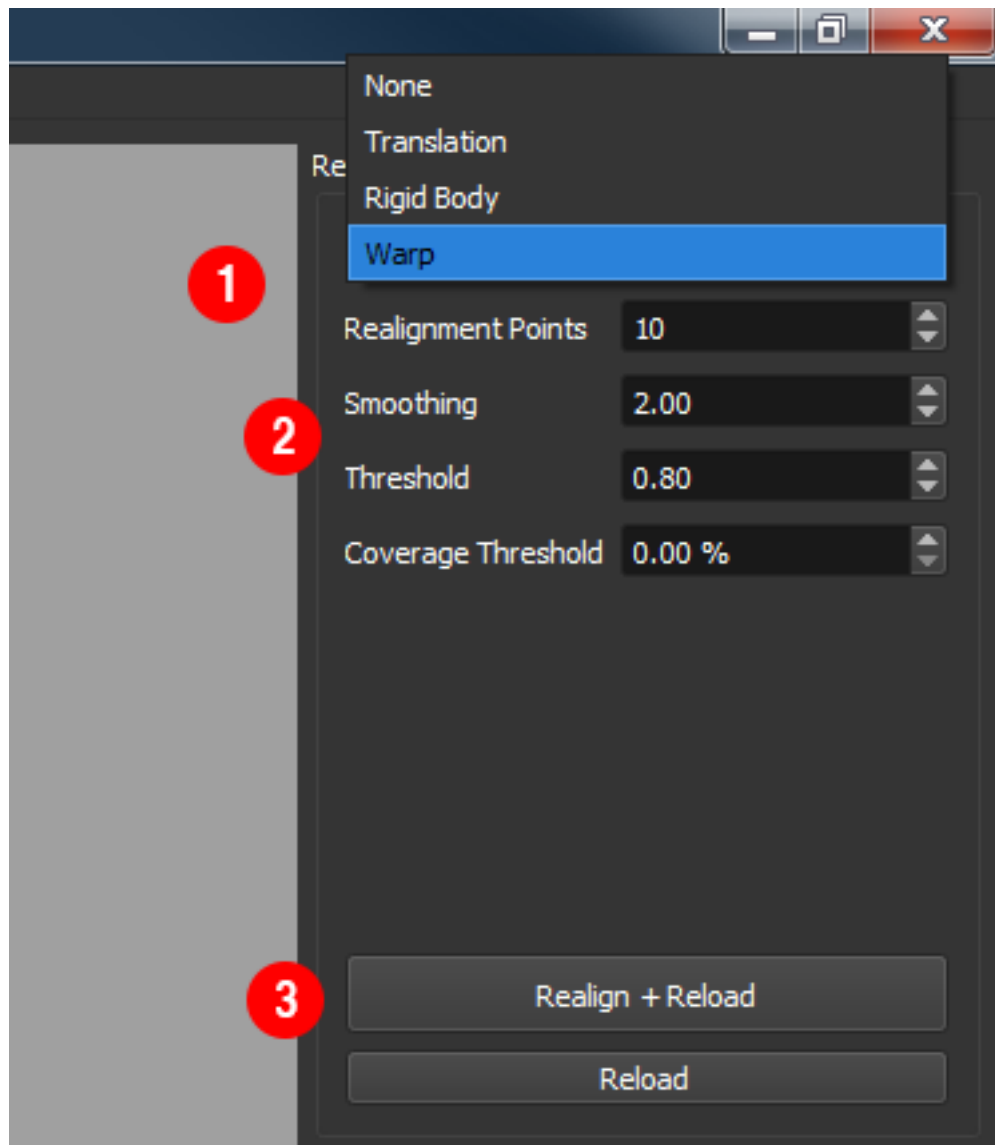 None
Translation
Re
Rigid Body
Warp
1
Realignment Points 10
Smoothing 2.00
2
Threshold 0.80
Coverage Threshold 0.00 %
3
Realign + Reload
Reload